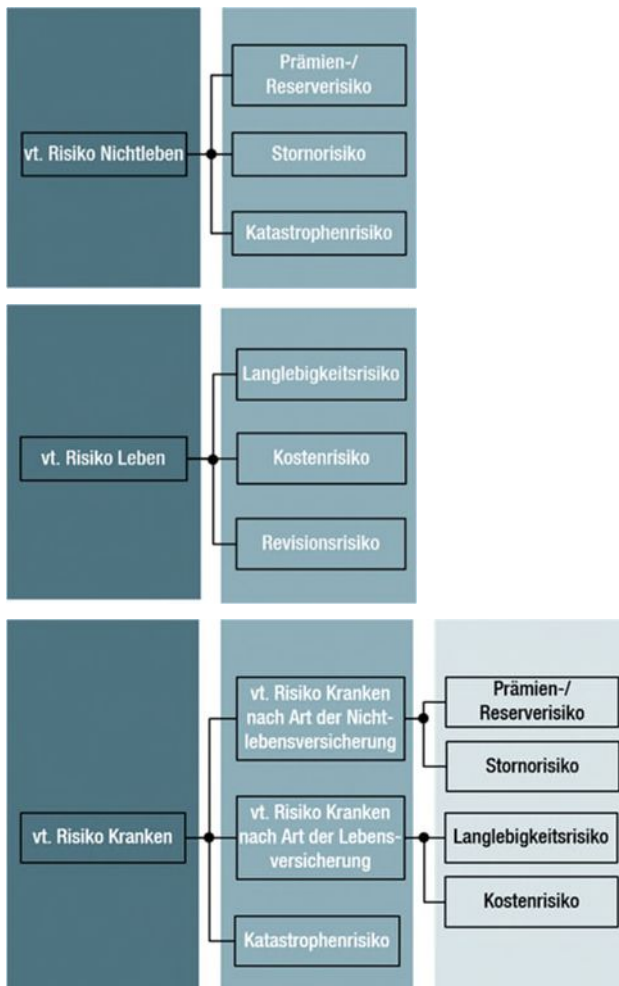 vt. Risiko Nichtleben
Prämien-/
Reserverisiko
Stornorisiko
Katastrophenrisiko
vt. Risiko Leben
Langlebigkeitsrisiko
Kostenrisiko
Revisionsrisiko
vt. Risiko Kranken
vt. Risiko Kranken
nach Art der Nicht-
lebensversicherung
Prämien-/
Reserverisiko
Stornorisiko
vt. Risiko Kranken
nach Art der Lebens-
versicherung
Langlebigkeitsrisiko
Kostenrisiko
Katastrophenrisiko